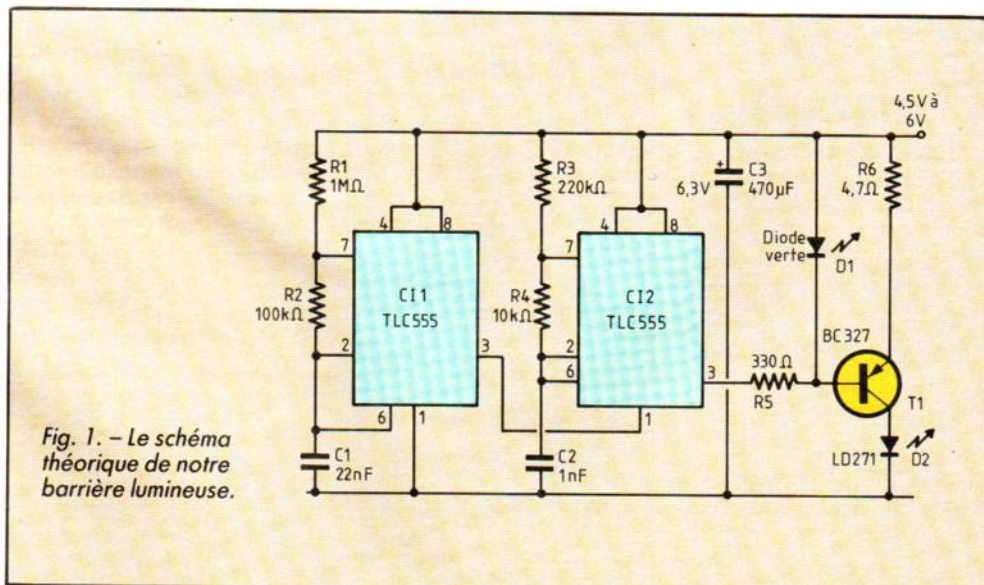 4,5V à
6V
R1
1MΩ
R3
220kΩ
+
6,3V
C3
470µF
R6
4,7Ω
4
8
4
8
7
7
Diode
verte
D1
R2
100kΩ
CI1
TLC555
R4
10kΩ
CI2
TLC555
BC327
2
3
2
6
3
330Ω
R5
T1
6
1
1
C1
22nF
C2
1nF
LD271
D2
Fig. 1. – Le schéma
théorique de notre
barrière lumineuse.